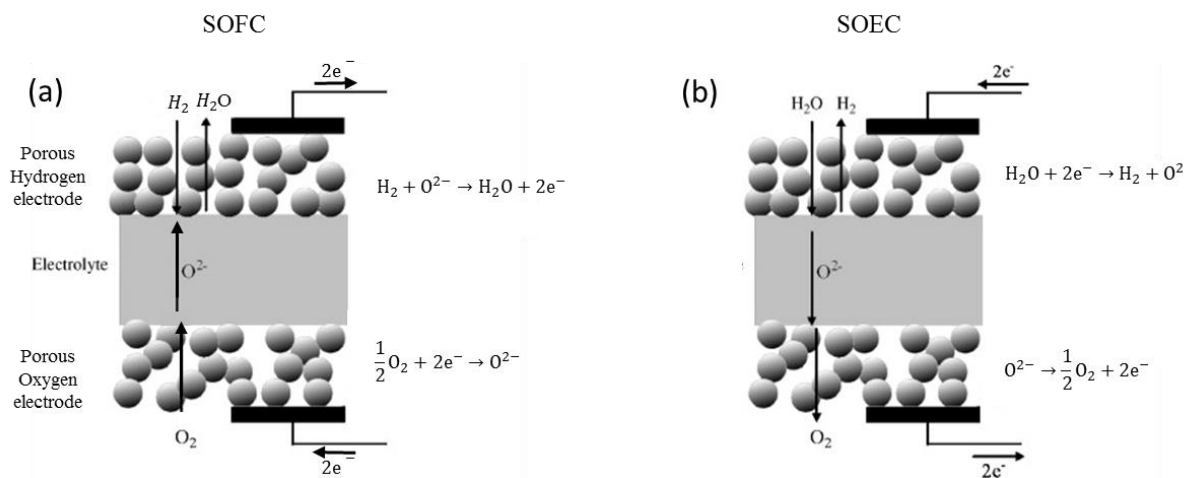 SOFC
SOEC
(a)
2e⁻
H₂ H₂O
Porous
Hydrogen
electrode
H₂ + O²⁻ → H₂O + 2e⁻
Electrolyte
O²⁻
Porous
Oxygen
electrode
½O₂ + 2e⁻ → O²⁻
O₂
2e⁻
(b)
2e⁻
H₂O H₂
H₂O + 2e⁻ → H₂ + O²
O²⁻
O²⁻ → ½O₂ + 2e⁻
O₂
2e⁻